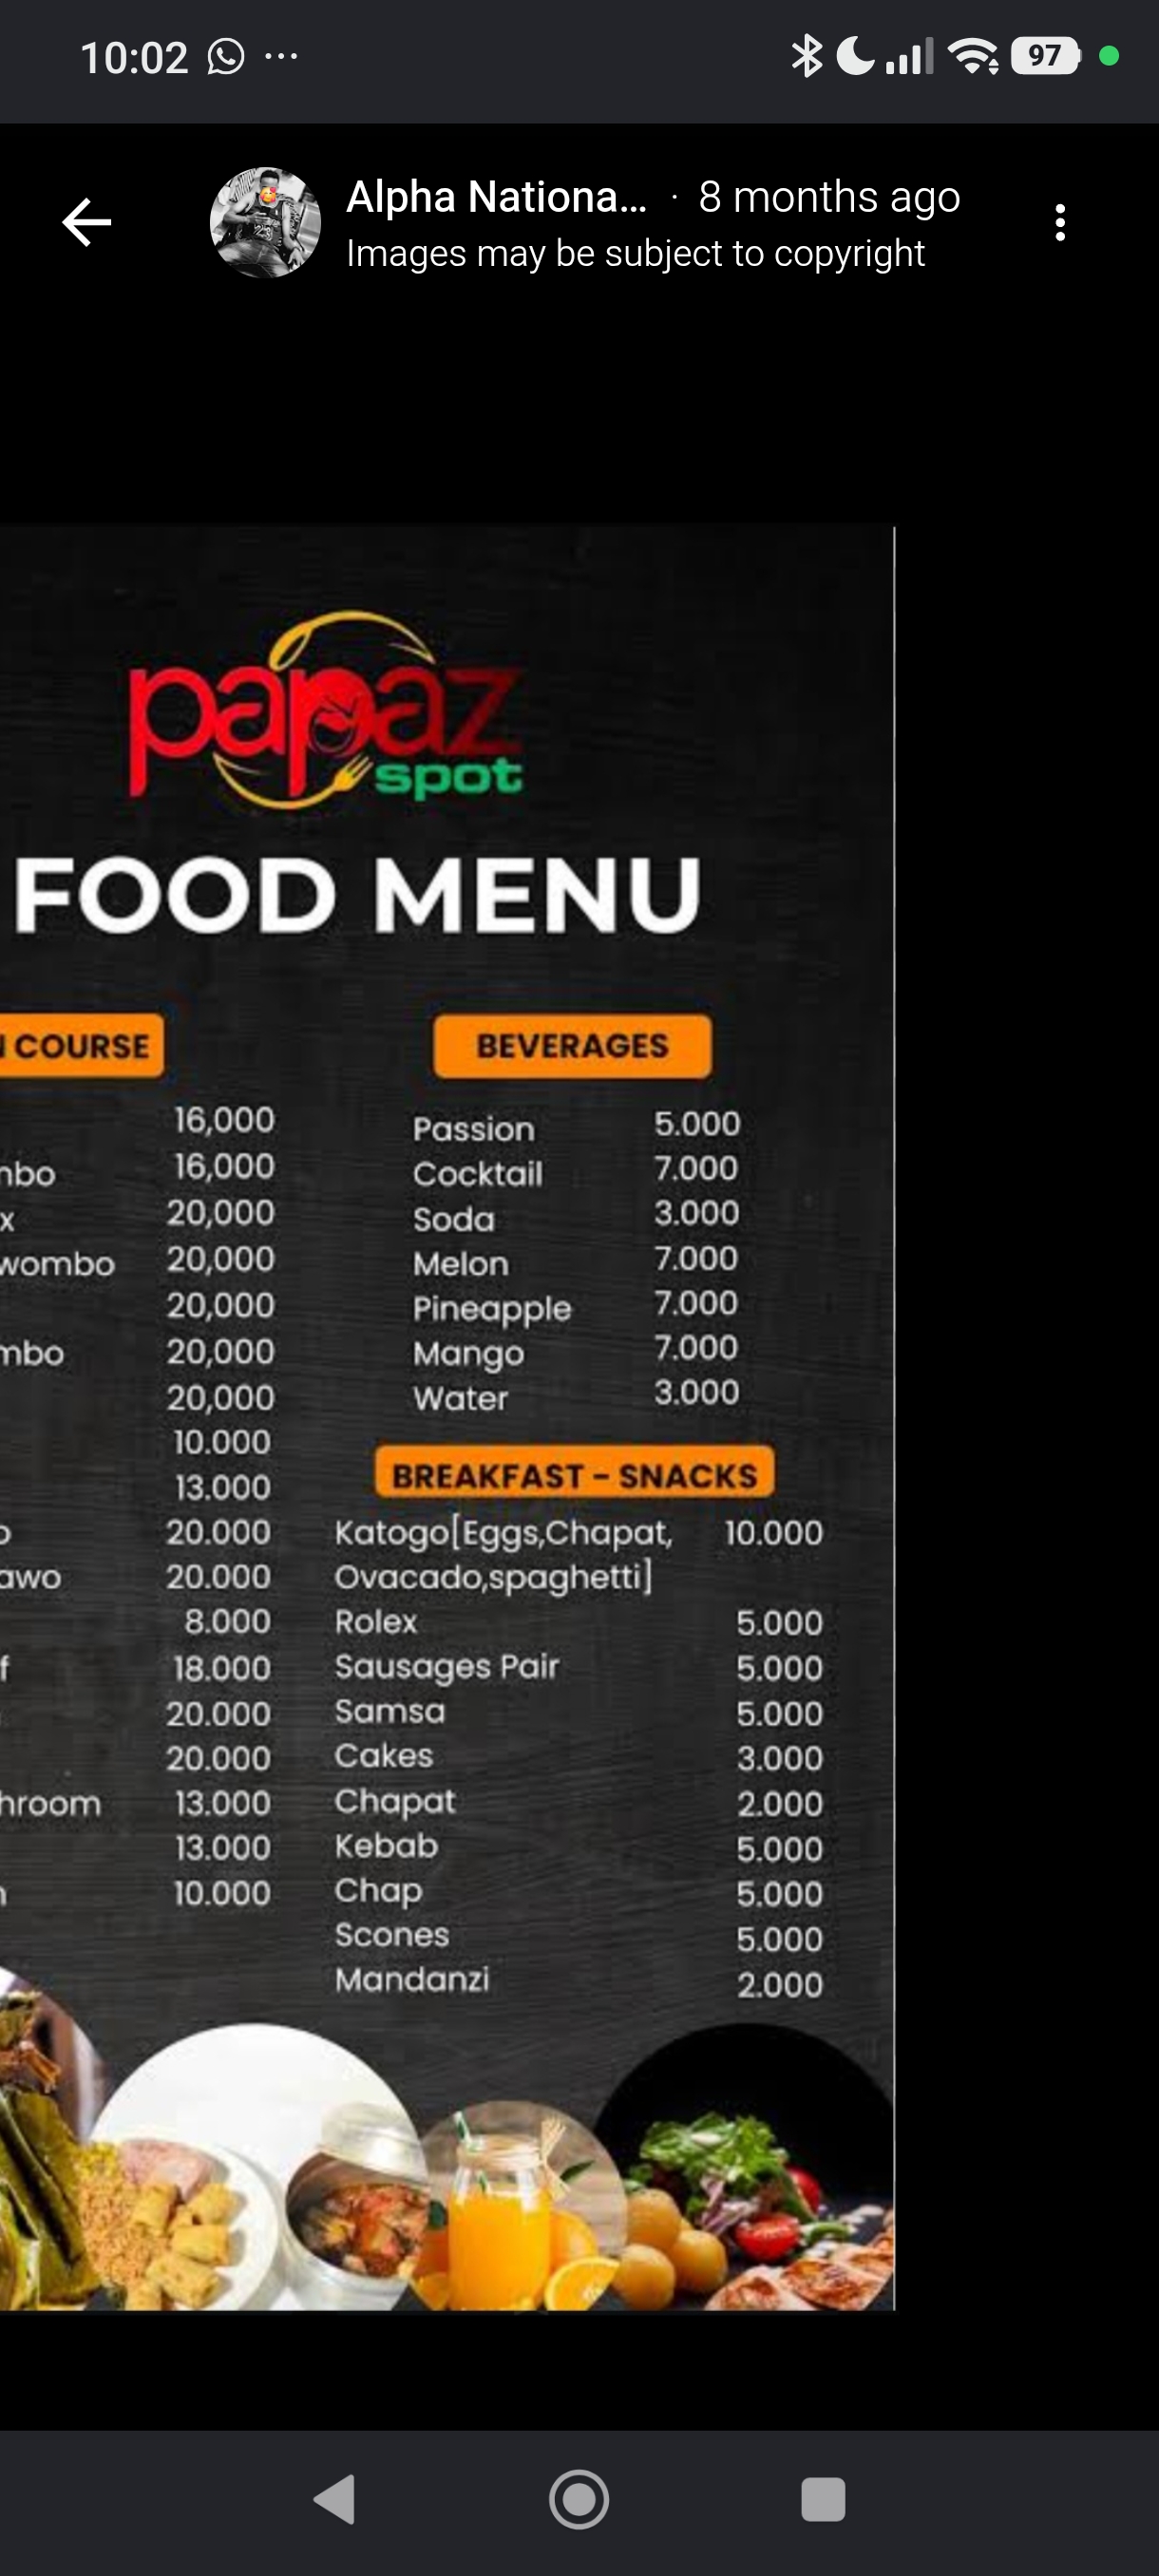 10:02
97
Alpha Nationa... · 8 months ago
Images may be subject to copyright
papaz
spot
FOOD MENU
COURSE
16,000
mbo 16,000
x 20,000
wombo 20,000
20,000
mbo 20,000
20,000
10.000
13.000
o 20.000
awo 20.000
8.000
f 18.000
20.000
20.000
hroom 13.000
13.000
10.000
BEVERAGES
Passion 5.000
Cocktail 7.000
Soda 3.000
Melon 7.000
Pineapple 7.000
Mango 7.000
Water 3.000
BREAKFAST - SNACKS
Katogo[Eggs,Chapat, 10.000
Ovacado,spaghetti]
Rolex 5.000
Sausages Pair 5.000
Samsa 5.000
Cakes 3.000
Chapat 2.000
Kebab 5.000
Chap 5.000
Scones 5.000
Mandanzi 2.000